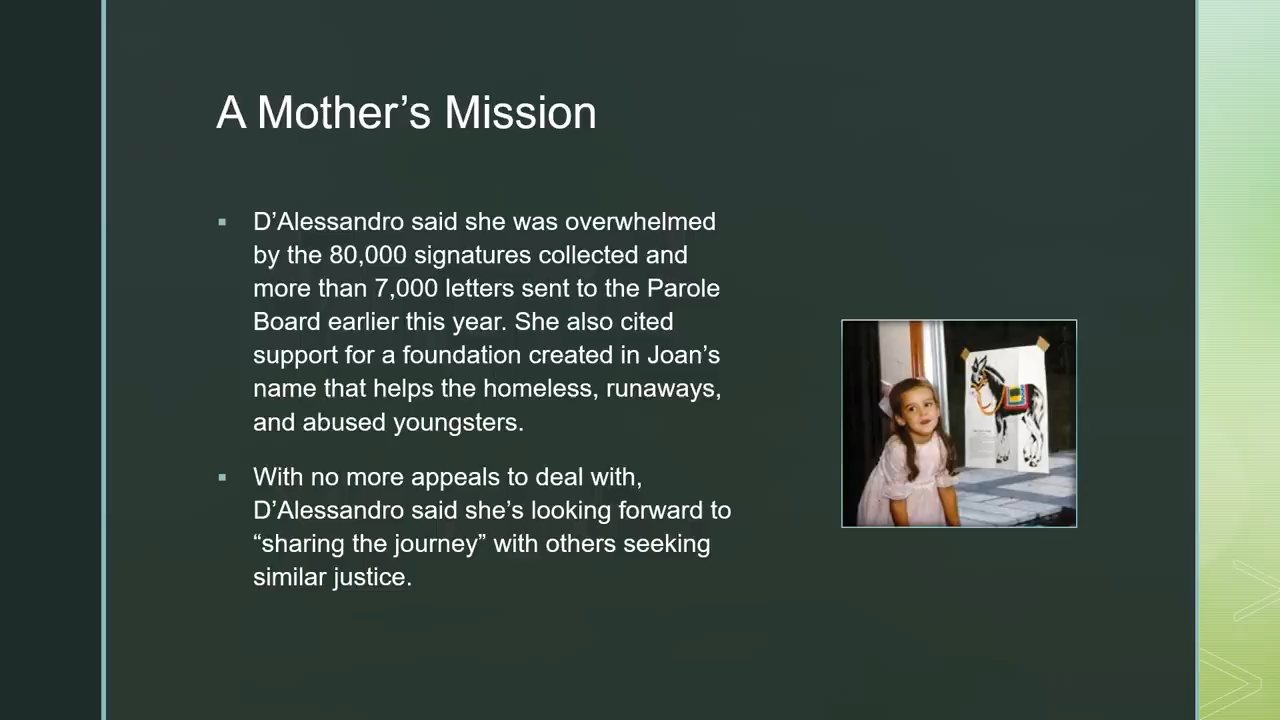 A Mother’s Mission
D’Alessandro said she was overwhelmed
by the 80,000 signatures collected and
more than 7,000 letters sent to the Parole
Board earlier this year. She also cited
support for a foundation created in Joan’s
name that helps the homeless, runaways,
and abused youngsters.
With no more appeals to deal with,
D’Alessandro said she’s looking forward to
“sharing the journey” with others seeking
similar justice.